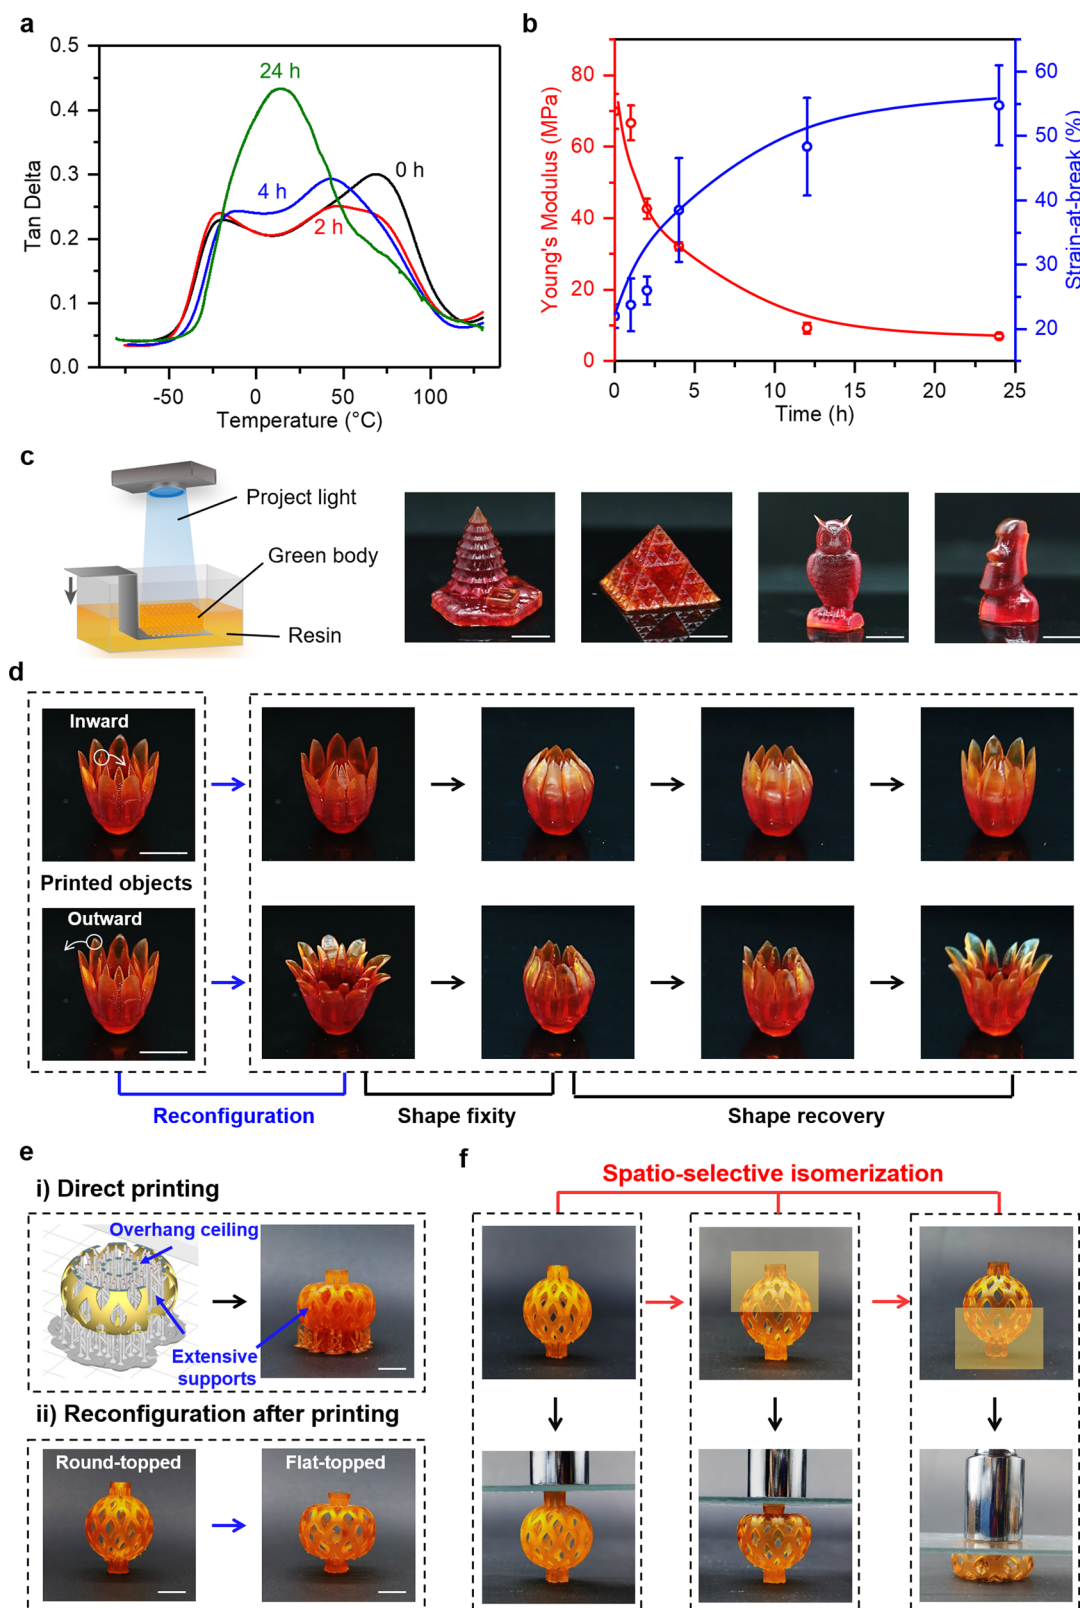 a
0.5
0.4
0.3
0.2
0.1
0.0
Tan Delta
24 h
4 h
2 h
0 h
-50
0
50
100
Temperature (°C)
b
80
60
40
20
0
Young's Modulus (MPa)
60
50
40
30
20
Strain-at-break (%)
0
5
10
15
20
25
Time (h)
c
Project light
Green body
Resin
d
Inward
Printed objects
Outward
Reconfiguration
Shape fixity
Shape recovery
e
i) Direct printing
Overhang ceiling
Extensive
supports
ii) Reconfiguration after printing
Round-topped
Flat-topped
f
Spatio-selective isomerization